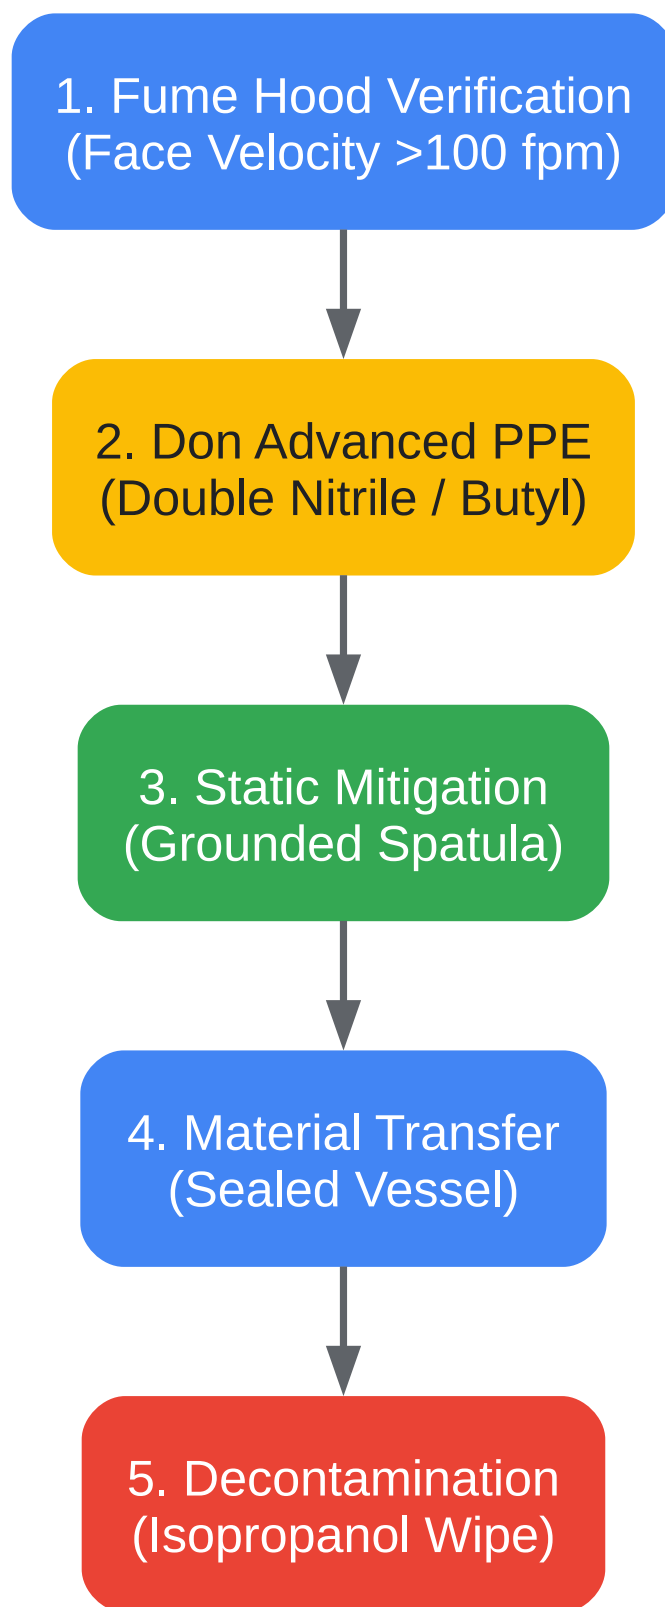 1. Fume Hood Verification
(Face Velocity >100 fpm)
2. Don Advanced PPE
(Double Nitrile / Butyl)
3. Static Mitigation
(Grounded Spatula)
4. Material Transfer
(Sealed Vessel)
5. Decontamination
(Isopropanol Wipe)